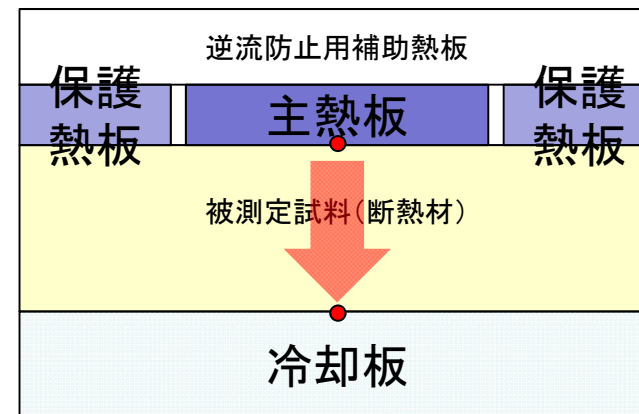 逆流防止用補助熱板
保護
熱板
主熱板
保護
熱板
被測定試料(断熱材)
冷却板